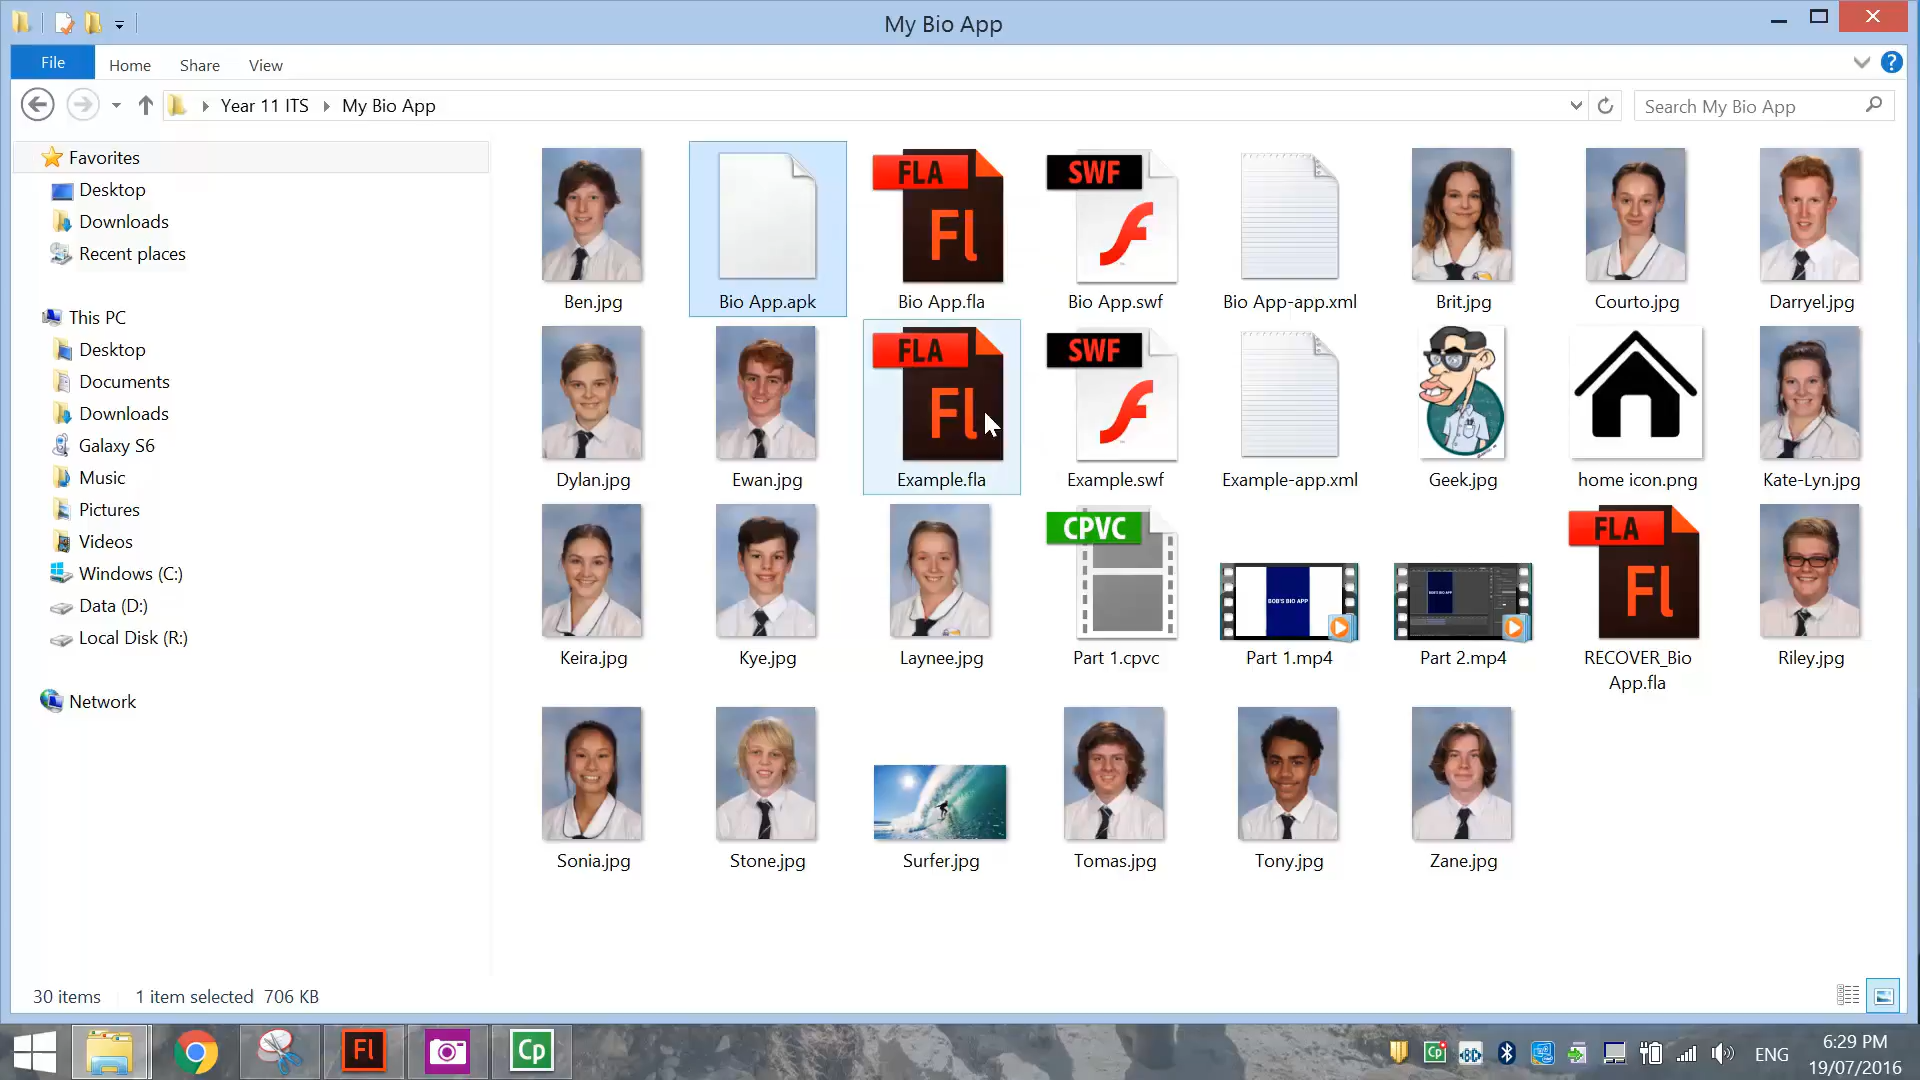 My Bio App
File
Home
Share
View
Year 11 ITS
My Bio App
Search My Bio App
Favorites
Desktop
Downloads
Recent places
This PC
Desktop
Documents
Downloads
Galaxy S6
Music
Pictures
Videos
Windows (C:)
Data (D:)
Local Disk (R:)
Network
FLA
Fl
SWF
Ben.jpg
Bio App.apk
Bio App.fla
Bio App.swf
Bio App-app.xml
Brit.jpg
Courto.jpg
Darryel.jpg
FLA
Fl
SWF
Dylan.jpg
Ewan.jpg
Example.fla
Example.swf
Example-app.xml
Geek.jpg
home icon.png
Kate-Lyn.jpg
CPVC
BOB'S BIO APP
BOB'S BIO APP
FLA
Fl
Keira.jpg
Kye.jpg
Laynee.jpg
Part 1.cpvc
Part 1.mp4
Part 2.mp4
RECOVER_Bio
App.fla
Riley.jpg
Sonia.jpg
Stone.jpg
Surfer.jpg
Tomas.jpg
Tony.jpg
Zane.jpg
30 items
1 item selected 706 KB
Fl
Cp
Cp
ENG
6:29 PM
19/07/2016